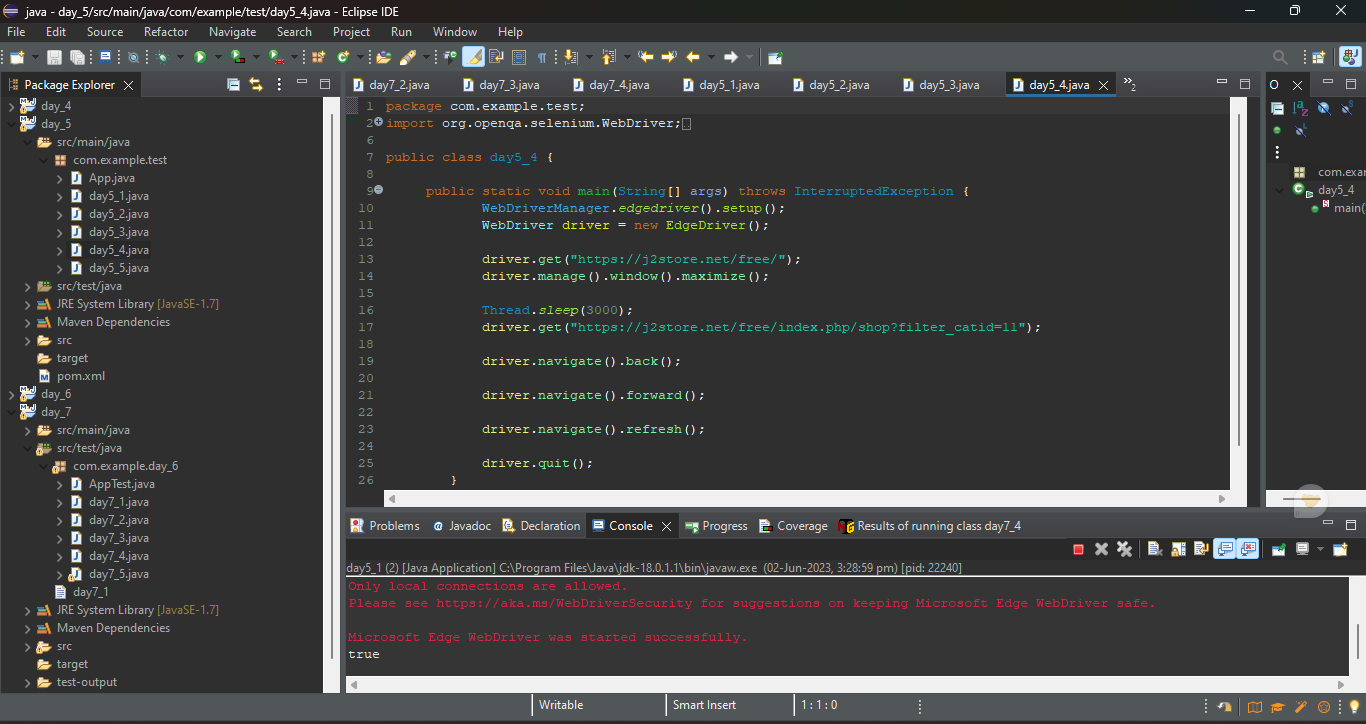 java - day_5/src/main/java/com/example/test/day5_4.java - Eclipse IDE
File Edit Source Refactor Navigate Search Project Run Window Help
Package Explorer
day_4
day_5
src/main/java
com.example.test
App.java
day5_1.java
day5_2.java
day5_3.java
day5_4.java
day5_5.java
src/test/java
JRE System Library [JavaSE-1.7]
Maven Dependencies
src
target
pom.xml
day_6
day_7
src/main/java
src/test/java
com.example.day_6
AppTest.java
day7_1.java
day7_2.java
day7_3.java
day7_4.java
day7_5.java
day7_1
JRE System Library [JavaSE-1.7]
Maven Dependencies
src
target
test-output
day7_2.java day7_3.java day7_4.java day5_1.java day5_2.java day5_3.java day5_4.java »2
1 package com.example.test;
2 import org.openqa.selenium.WebDriver;
6
7 public class day5_4 {
8
9 public static void main(String[] args) throws InterruptedException {
10 WebDriverManager.edgedriver().setup();
11 WebDriver driver = new EdgeDriver();
12
13 driver.get("https://j2store.net/free/");
14 driver.manage().window().maximize();
15
16 Thread.sleep(3000);
17 driver.get("https://j2store.net/free/index.php/shop?filter_catid=11");
18
19 driver.navigate().back();
20
21 driver.navigate().forward();
22
23 driver.navigate().refresh();
24
25 driver.quit();
26 }
O
com.exar
day5_4
main(
Problems Javadoc Declaration Console Progress Coverage Results of running class day7_4
day5_1 (2) [Java Application] C:\Program Files\Java\jdk-18.0.1.1\bin\javaw.exe (02-Jun-2023, 3:28:59 pm) [pid: 22240]
Only local connections are allowed.
Please see https://aka.ms/WebDriverSecurity for suggestions on keeping Microsoft Edge WebDriver safe.
Microsoft Edge WebDriver was started successfully.
true
Writable Smart Insert 1 : 1 : 0